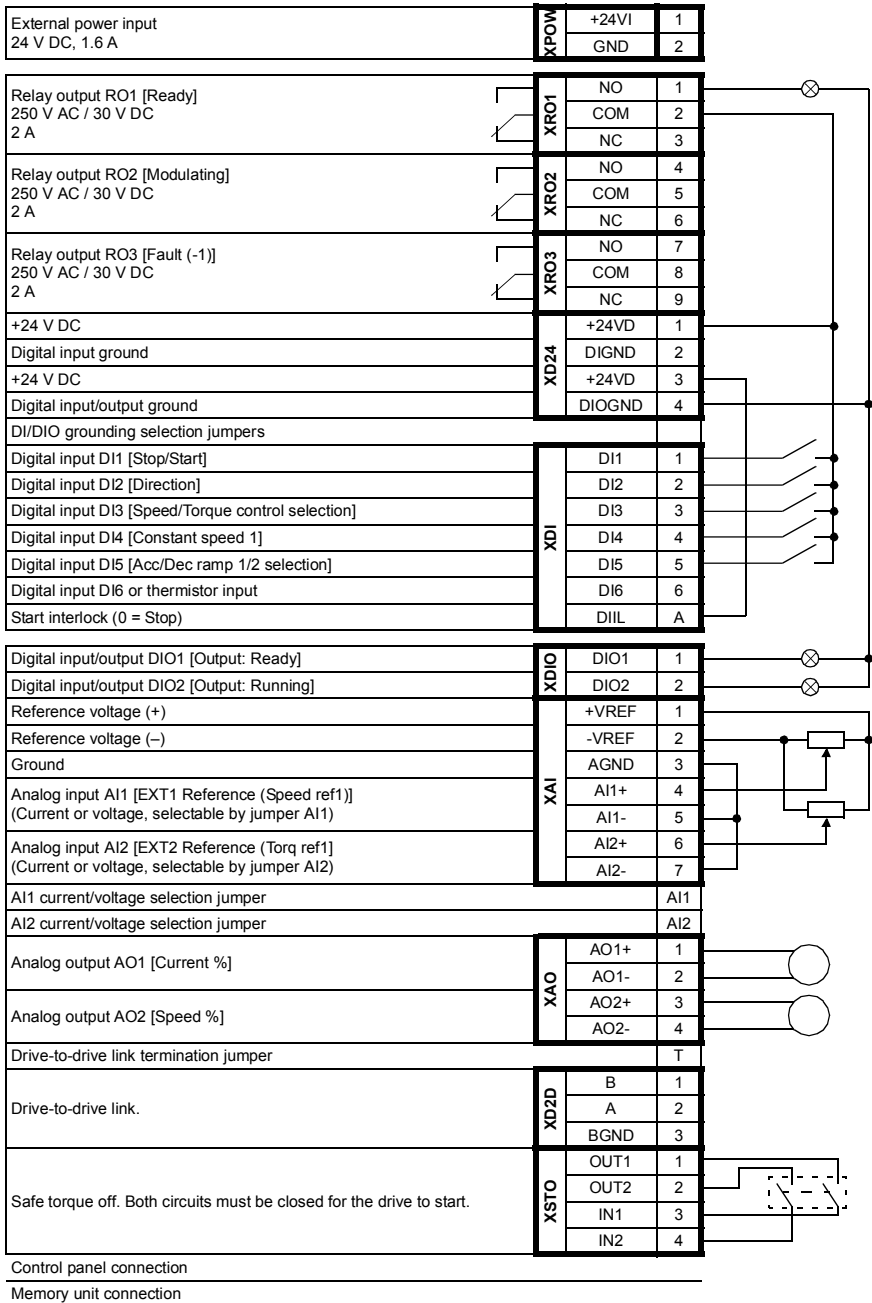 External power input
24 V DC, 1.6 A
XPOW
+24VI 1
GND 2
Relay output RO1 [Ready]
250 V AC / 30 V DC
2 A
XRO1
NO 1
COM 2
NC 3
Relay output RO2 [Modulating]
250 V AC / 30 V DC
2 A
XRO2
NO 4
COM 5
NC 6
Relay output RO3 [Fault (-1)]
250 V AC / 30 V DC
2 A
XRO3
NO 7
COM 8
NC 9
XD24
+24 V DC +24VD 1
Digital input ground DIGND 2
+24 V DC +24VD 3
Digital input/output ground DIOGND 4
DI/DIO grounding selection jumpers
XDI
Digital input DI1 [Stop/Start] DI1 1
Digital input DI2 [Direction] DI2 2
Digital input DI3 [Speed/Torque control selection] DI3 3
Digital input DI4 [Constant speed 1] DI4 4
Digital input DI5 [Acc/Dec ramp 1/2 selection] DI5 5
Digital input DI6 or thermistor input DI6 6
Start interlock (0 = Stop) DIIL A
XDIO
Digital input/output DIO1 [Output: Ready] DIO1 1
Digital input/output DIO2 [Output: Running] DIO2 2
XAI
Reference voltage (+) +VREF 1
Reference voltage (–) -VREF 2
Ground AGND 3
Analog input AI1 [EXT1 Reference (Speed ref1)]
(Current or voltage, selectable by jumper AI1)
AI1+ 4
AI1- 5
Analog input AI2 [EXT2 Reference (Torq ref1]
(Current or voltage, selectable by jumper AI2)
AI2+ 6
AI2- 7
AI1 current/voltage selection jumper AI1
AI2 current/voltage selection jumper AI2
XAO
Analog output AO1 [Current %]
AO1+ 1
AO1- 2
Analog output AO2 [Speed %]
AO2+ 3
AO2- 4
Drive-to-drive link termination jumper T
Drive-to-drive link.
XD2D
B 1
A 2
BGND 3
Safe torque off. Both circuits must be closed for the drive to start.
XSTO
OUT1 1
OUT2 2
IN1 3
IN2 4
Control panel connection
Memory unit connection